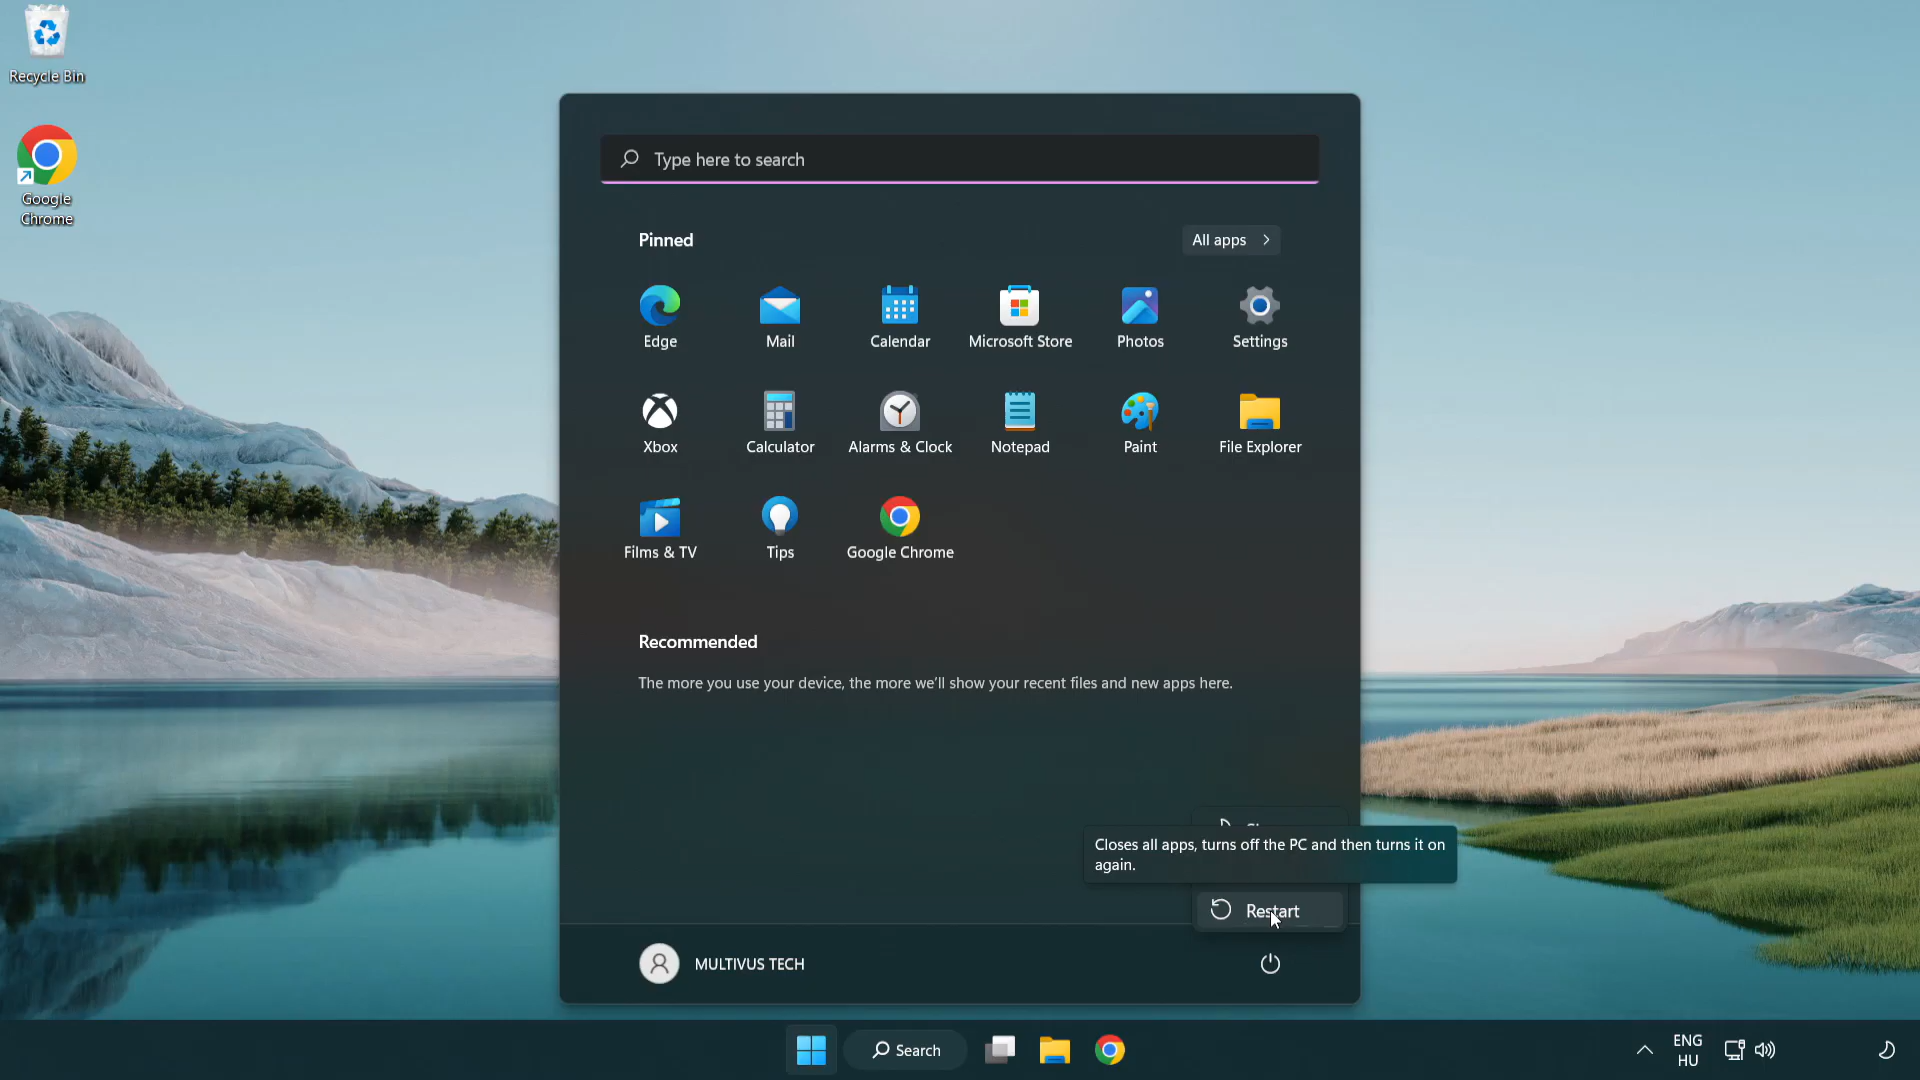 Recycle Bin
Google
Chrome
Type here to search
Pinned
All apps
Edge
Mail
Calendar
Microsoft Store
Photos
Settings
Xbox
Calculator
Alarms & Clock
Notepad
Paint
File Explorer
Films & TV
Tips
Google Chrome
Recommended
The more you use your device, the more we'll show your recent files and new apps here.
Closes all apps, turns off the PC and then turns it on
again.
Restart
MULTIVUS TECH
Search
ENG
HU